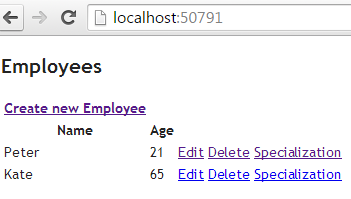 localhost:50791
Employees
Create new Employee
Name Age
Peter 21 Edit Delete Specialization
Kate 65 Edit Delete Specialization